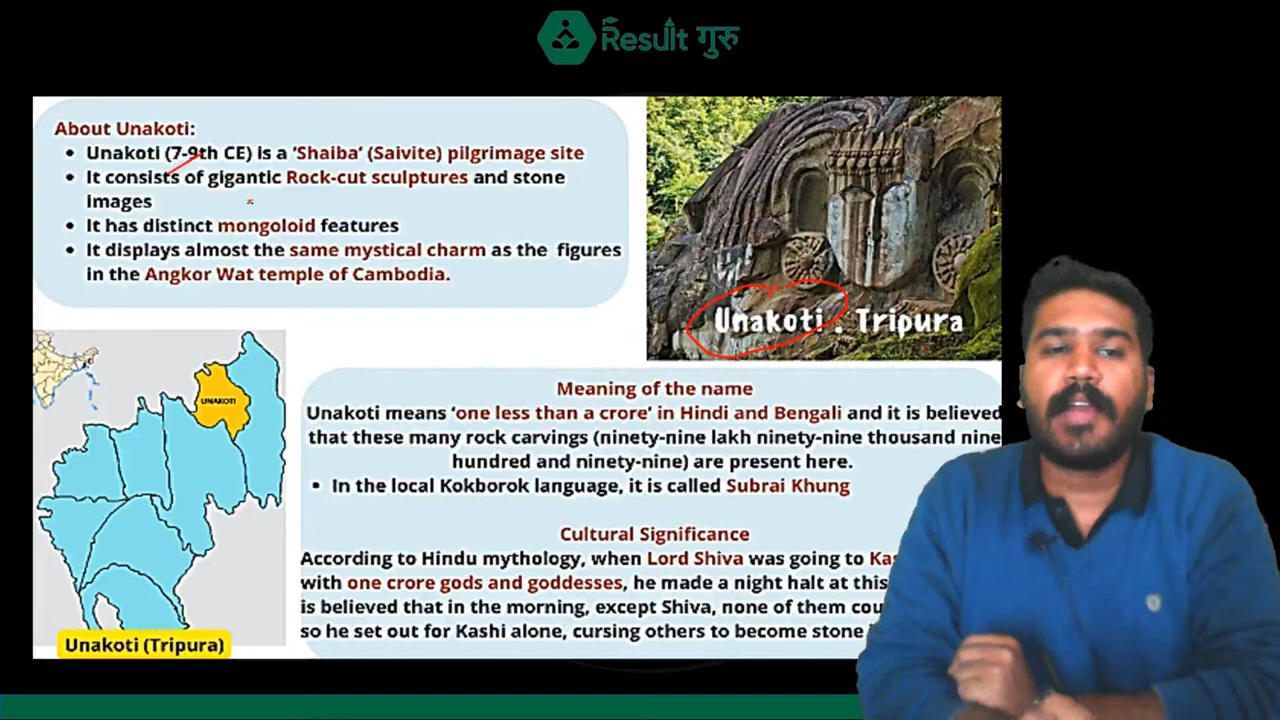 Result गुरु
About Unakoti:
• Unakoti (7-9th CE) is a ‘Shaiba’ (Saivite) pilgrimage site
• It consists of gigantic Rock-cut sculptures and stone
images
• It has distinct mongoloid features
• It displays almost the same mystical charm as the figures
in the Angkor Wat temple of Cambodia.
Unakoti : Tripura
UNAKOTI
Unakoti (Tripura)
Meaning of the name
Unakoti means ‘one less than a crore’ in Hindi and Bengali and it is believed
that these many rock carvings (ninety-nine lakh ninety-nine thousand nine
hundred and ninety-nine) are present here.
• In the local Kokborok language, it is called Subrai Khung
Cultural Significance
According to Hindu mythology, when Lord Shiva was going to
with one crore gods and goddesses, he made a night halt at this
is believed that in the morning, except Shiva, none of them
so he set out for Kashi alone, cursing others to become stone